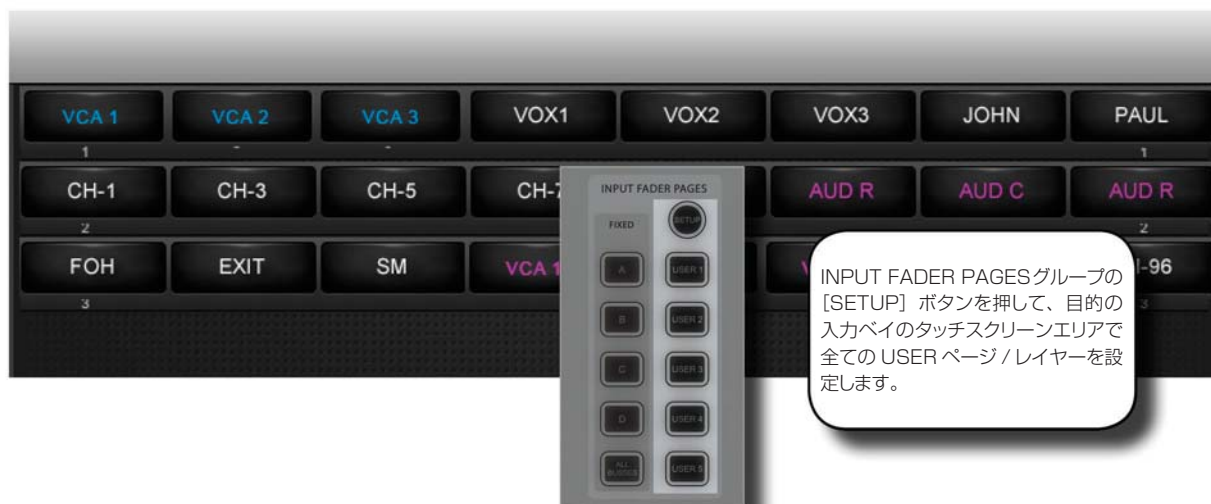 VCA 1 VCA 2 VCA 3 VOX1 VOX2 VOX3 JOHN PAUL
1 - - 1
CH-1 CH-3 CH-5 AUD R AUD C AUD R
2 2
FOH EXIT SM VCA 1 -96
3 3
INPUT FADER PAGES
FIXED SETUP
A USER 1
B USER 2
C USER 3
D USER 4
ALL BUSSES USER 5
INPUT FADER PAGESグループの
［SETUP］ボタンを押して、目的の
入力ベイのタッチスクリーンエリアで
全ての USER ページ / レイヤーを設
定します。